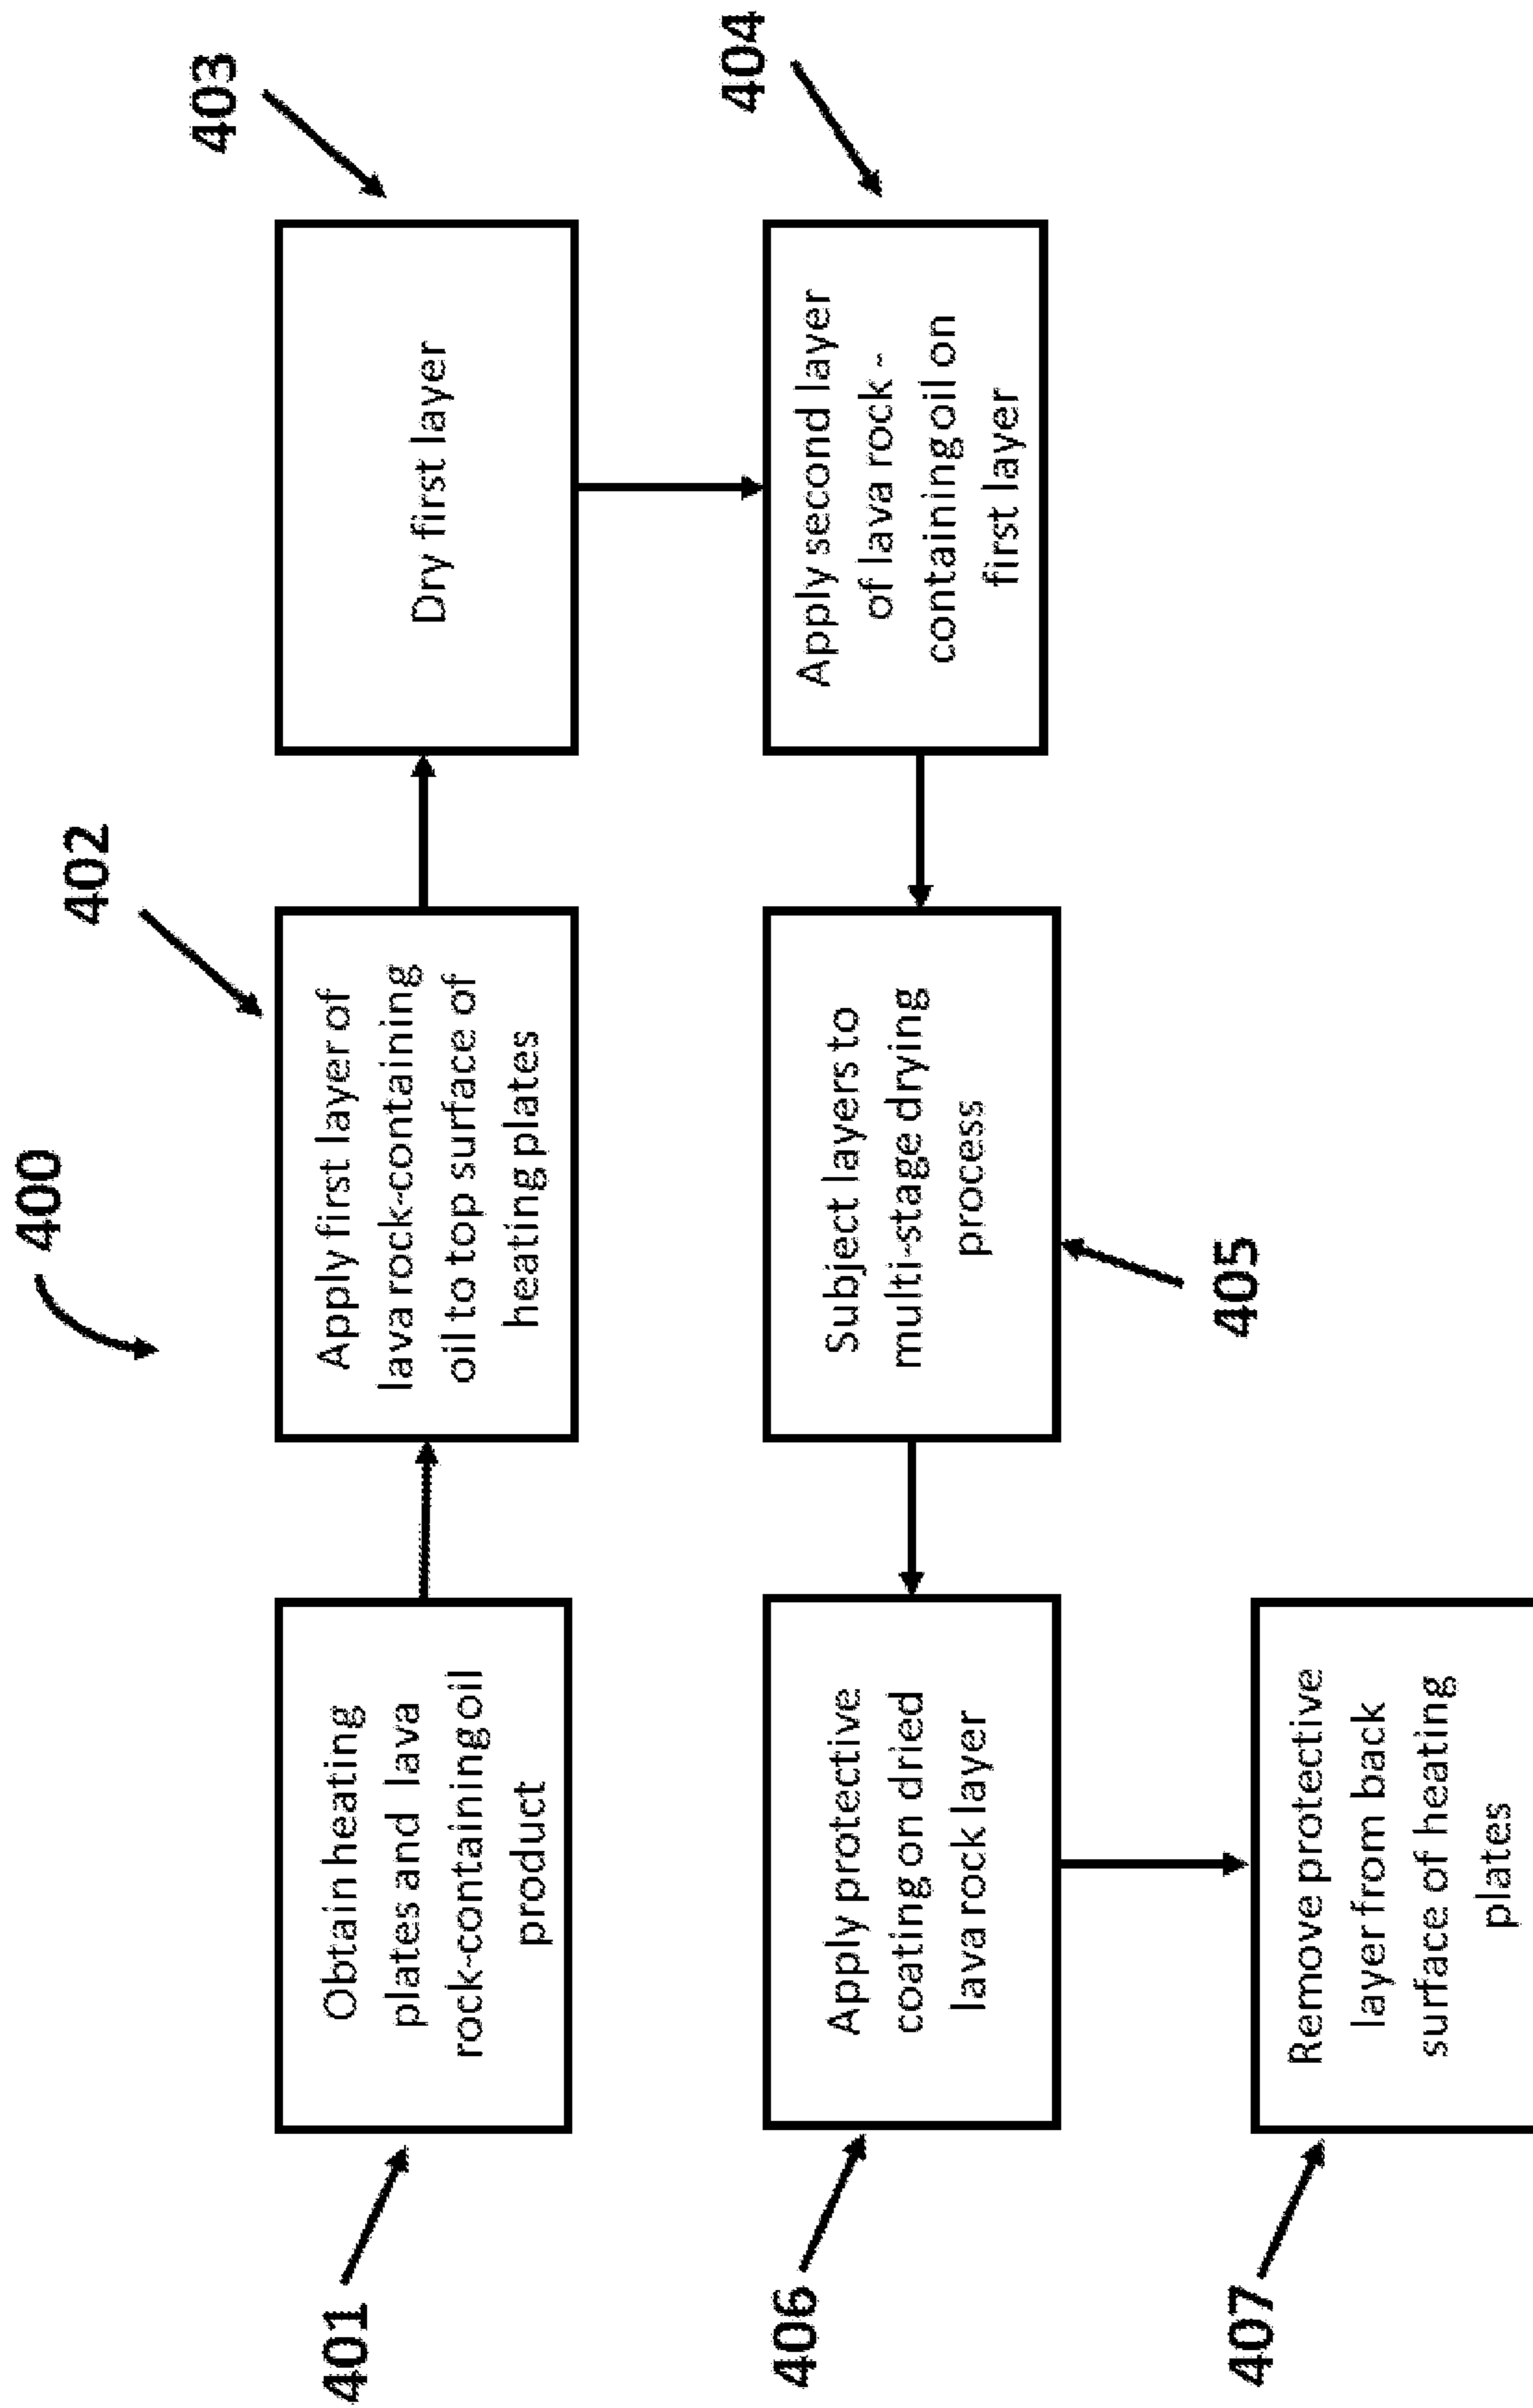 400
401
Obtain heating
plates and lava
rock-containing oil
product
402
Apply first layer of
lava rock-containing
oil to top surface of
heating plates
403
Dry first layer
404
Apply second layer
of lava rock -
containing oil on
first layer
405
Subject layers to
multi-stage drying
process
406
Apply protective
coating on dried
lava rock layer
407
Remove protective
layer from back
surface of heating
plates